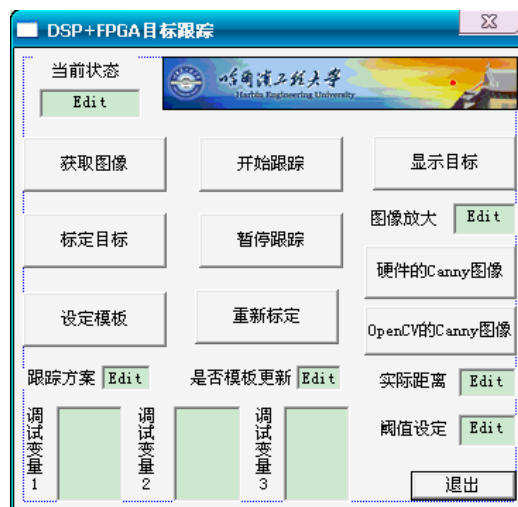 DSP+FPGA目标跟踪
当前状态
Edit
哈尔滨工程大学
Harbin Engineering University
获取图像
开始跟踪
显示目标
图像放大 Edit
标定目标
暂停跟踪
硬件的Canny图像
设定模板
重新标定
OpenCV的Canny图像
跟踪方案 Edit
是否模板更新 Edit
实际距离 Edit
调试变量1
调试变量2
调试变量3
阈值设定 Edit
退出